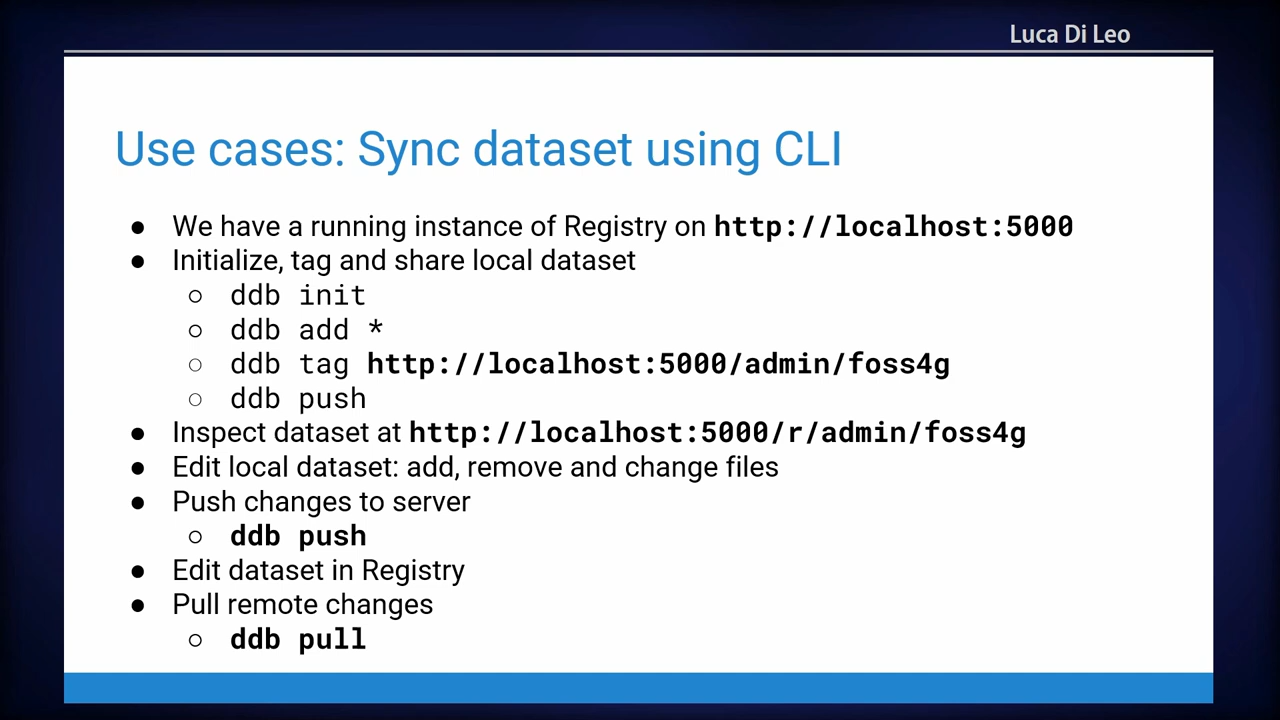 Luca Di Leo
Use cases: Sync dataset using CLI
● We have a running instance of Registry on http://localhost:5000
● Initialize, tag and share local dataset
○ ddb init
○ ddb add *
○ ddb tag http://localhost:5000/admin/foss4g
○ ddb push
● Inspect dataset at http://localhost:5000/r/admin/foss4g
● Edit local dataset: add, remove and change files
● Push changes to server
○ ddb push
● Edit dataset in Registry
● Pull remote changes
○ ddb pull